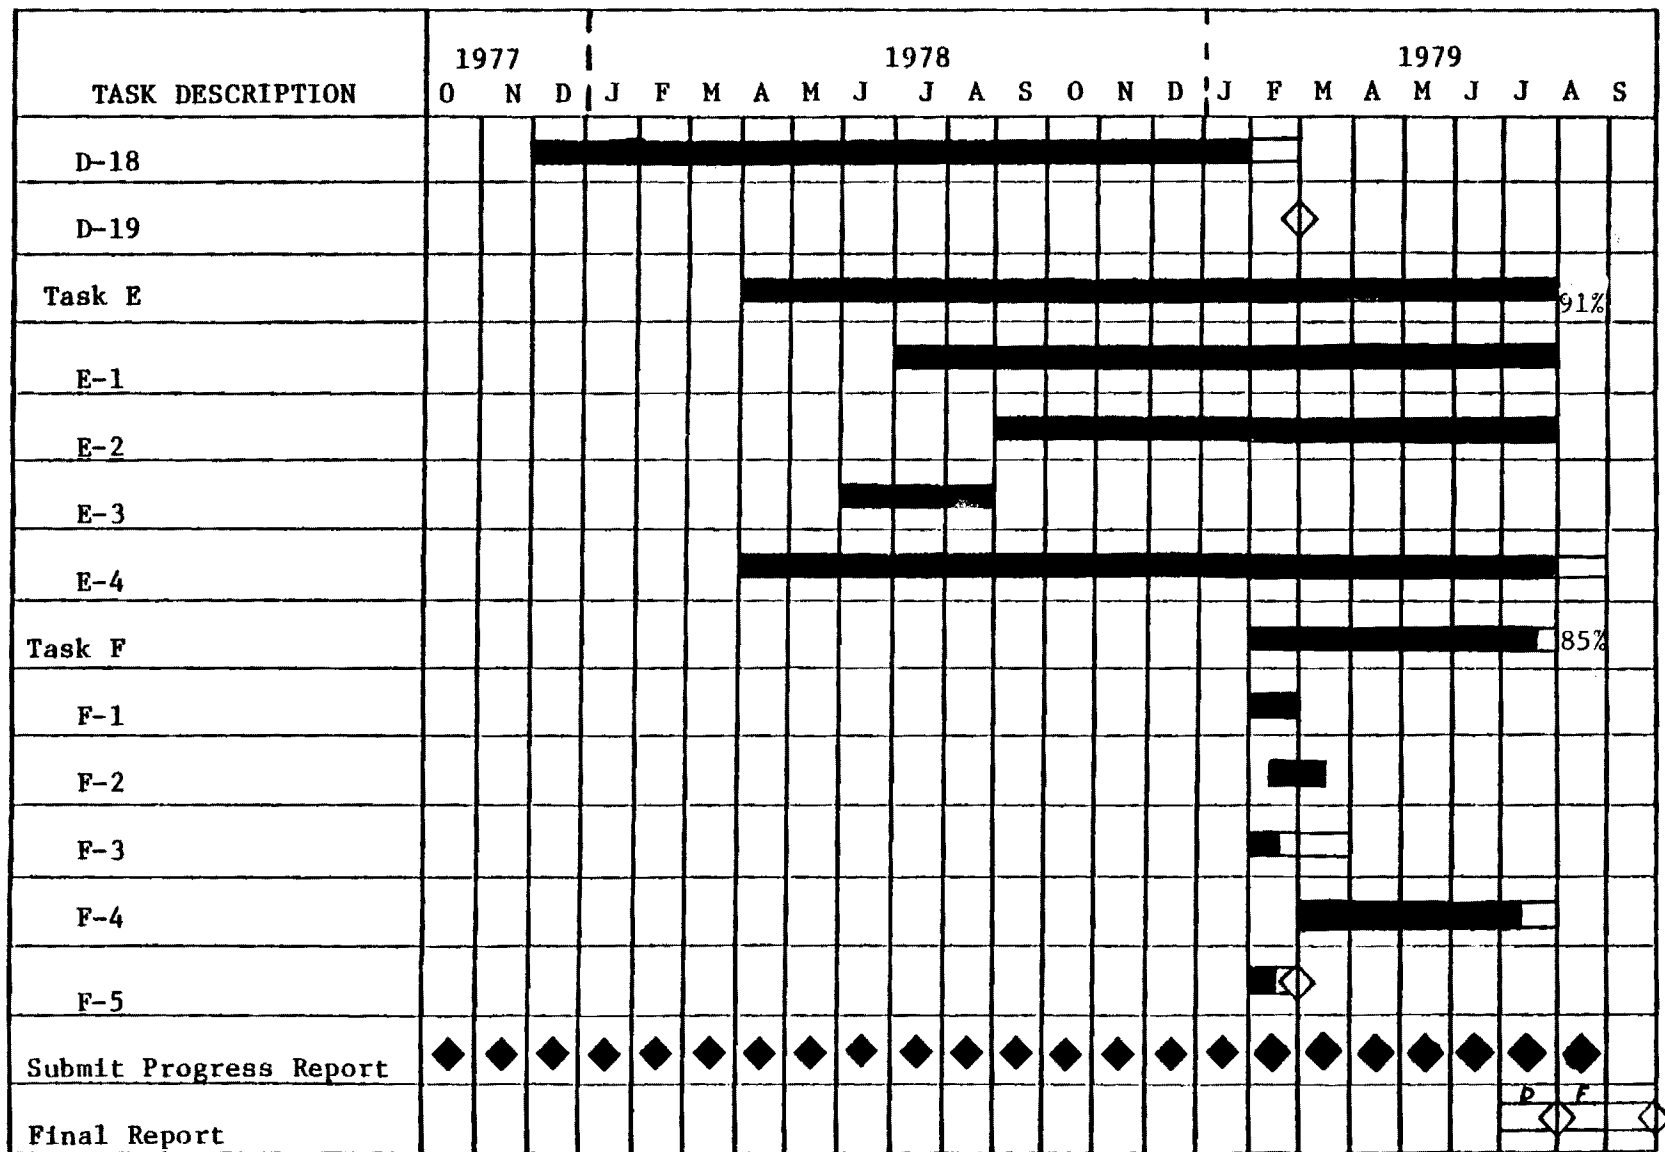 1977 1978 1979
TASK DESCRIPTION O N D J F M A M J J A S O N D J F M A M J J A S
D-18
D-19
Task E 91%
E-1
E-2
E-3
E-4
Task F 85%
F-1
F-2
F-3
F-4
F-5
Submit Progress Report
D F
Final Report